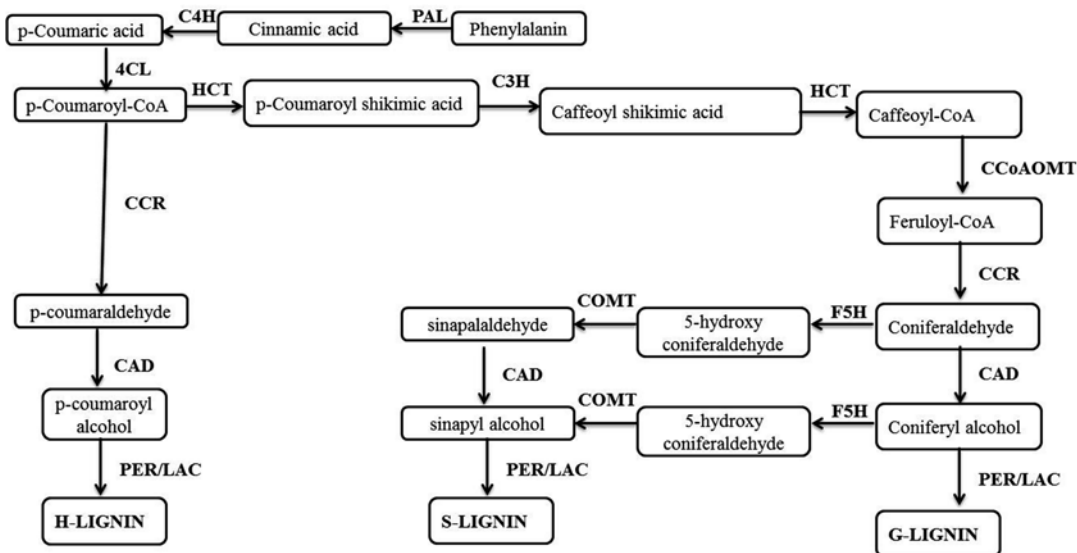 p-Coumaric acid
C4H
Cinnamic acid
PAL
Phenylalanin
4CL
p-Coumaroyl-CoA
HCT
p-Coumaroyl shikimic acid
C3H
Caffeoyl shikimic acid
HCT
Caffeoyl-CoA
CCoAOMT
CCR
Feruloyl-CoA
CCR
p-coumaraldehyde
sinapalaldehyde
COMT
5-hydroxy
coniferaldehyde
F5H
Coniferaldehyde
CAD
CAD
CAD
p-coumaroyl
alcohol
sinapyl alcohol
COMT
5-hydroxy
coniferaldehyde
F5H
Coniferyl alcohol
PER/LAC
PER/LAC
PER/LAC
H-LIGNIN
S-LIGNIN
G-LIGNIN